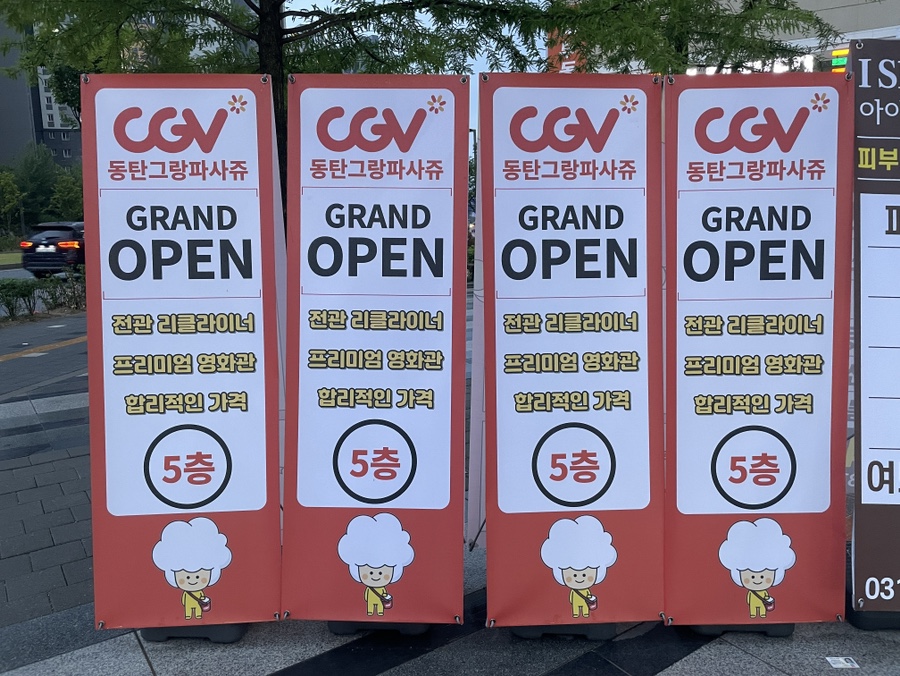 CGV
동탄그랑파사쥬
GRAND
OPEN
전관 리클라이너
프리미엄 영화관
합리적인 가격
5층
CGV
동탄그랑파사쥬
GRAND
OPEN
전관 리클라이너
프리미엄 영화관
합리적인 가격
5층
CGV
동탄그랑파사쥬
GRAND
OPEN
전관 리클라이너
프리미엄 영화관
합리적인 가격
5층
CGV
동탄그랑파사쥬
GRAND
OPEN
전관 리클라이너
프리미엄 영화관
합리적인 가격
5층
아이
피부
031